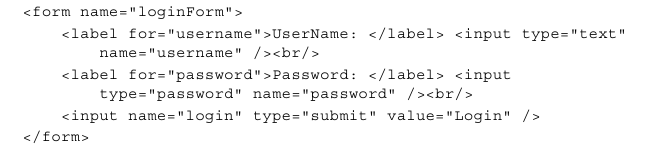 <form name="loginForm">
    <label for="username">UserName: </label> <input type="text"
        name="username" /><br/>
    <label for="password">Password: </label> <input
        type="password" name="password" /><br/>
    <input name="login" type="submit" value="Login" />
</form>